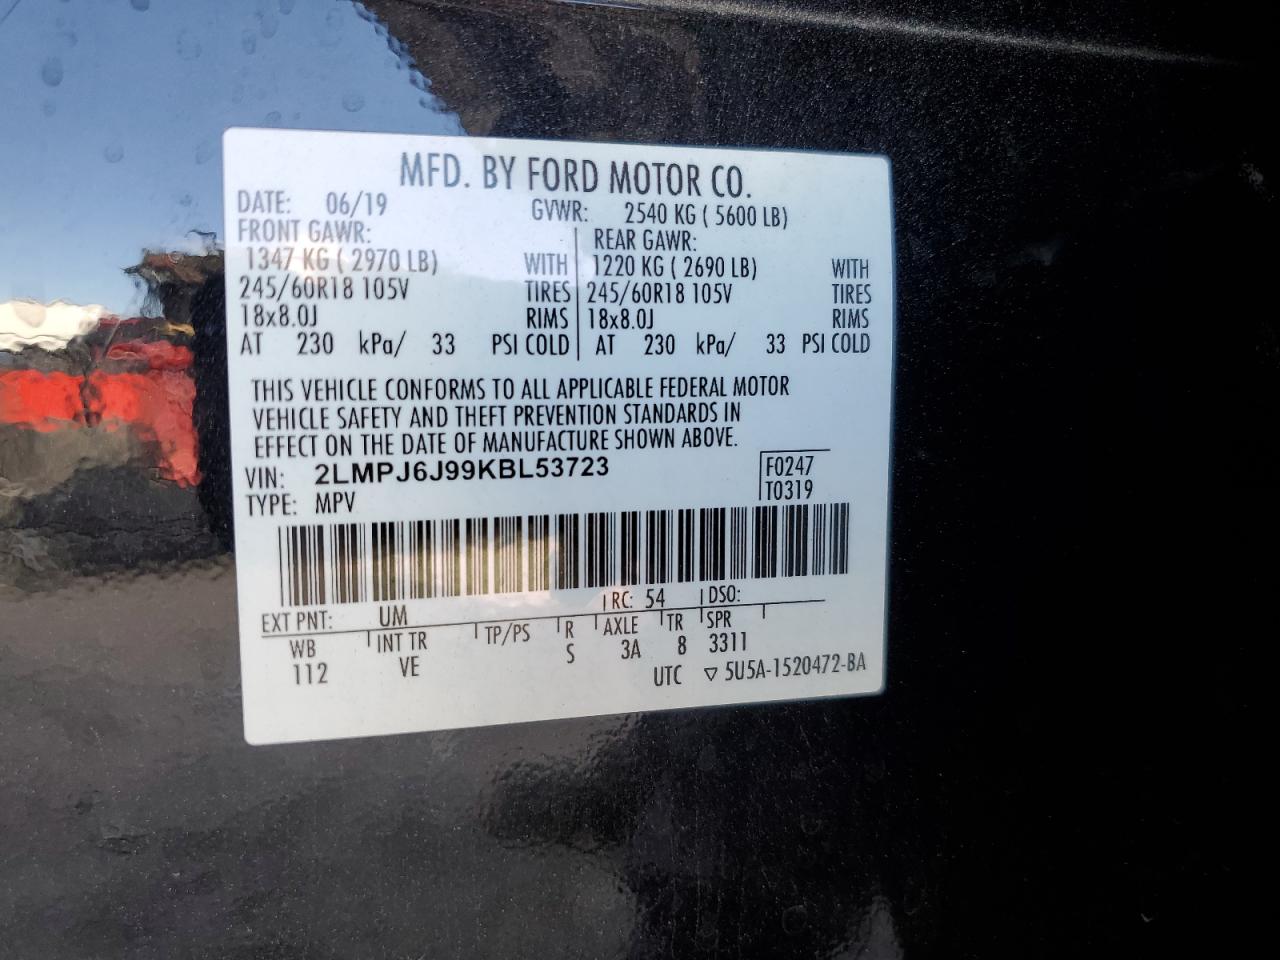 MFD. BY FORD MOTOR CO.
DATE: 06/19 GVWR: 2540 KG ( 5600 LB)
FRONT GAWR: REAR GAWR:
1347 KG ( 2970 LB) WITH 1220 KG ( 2690 LB) WITH
245/60R18 105V TIRES 245/60R18 105V TIRES
18x8.0J RIMS 18x8.0J RIMS
AT 230 kPa/ 33 PSI COLD AT 230 kPa/ 33 PSI COLD
THIS VEHICLE CONFORMS TO ALL APPLICABLE FEDERAL MOTOR
VEHICLE SAFETY AND THEFT PREVENTION STANDARDS IN
EFFECT ON THE DATE OF MANUFACTURE SHOWN ABOVE.
VIN: 2LMPJ6J99KBL53723 F0247
TYPE: MPV T0319
EXT PNT: UM RC: 54 DSO:
WB INT TR TP/PS R AXLE TR SPR
112 VE S 3A 8 3311
UTC ▽ 5U5A-1520472-BA